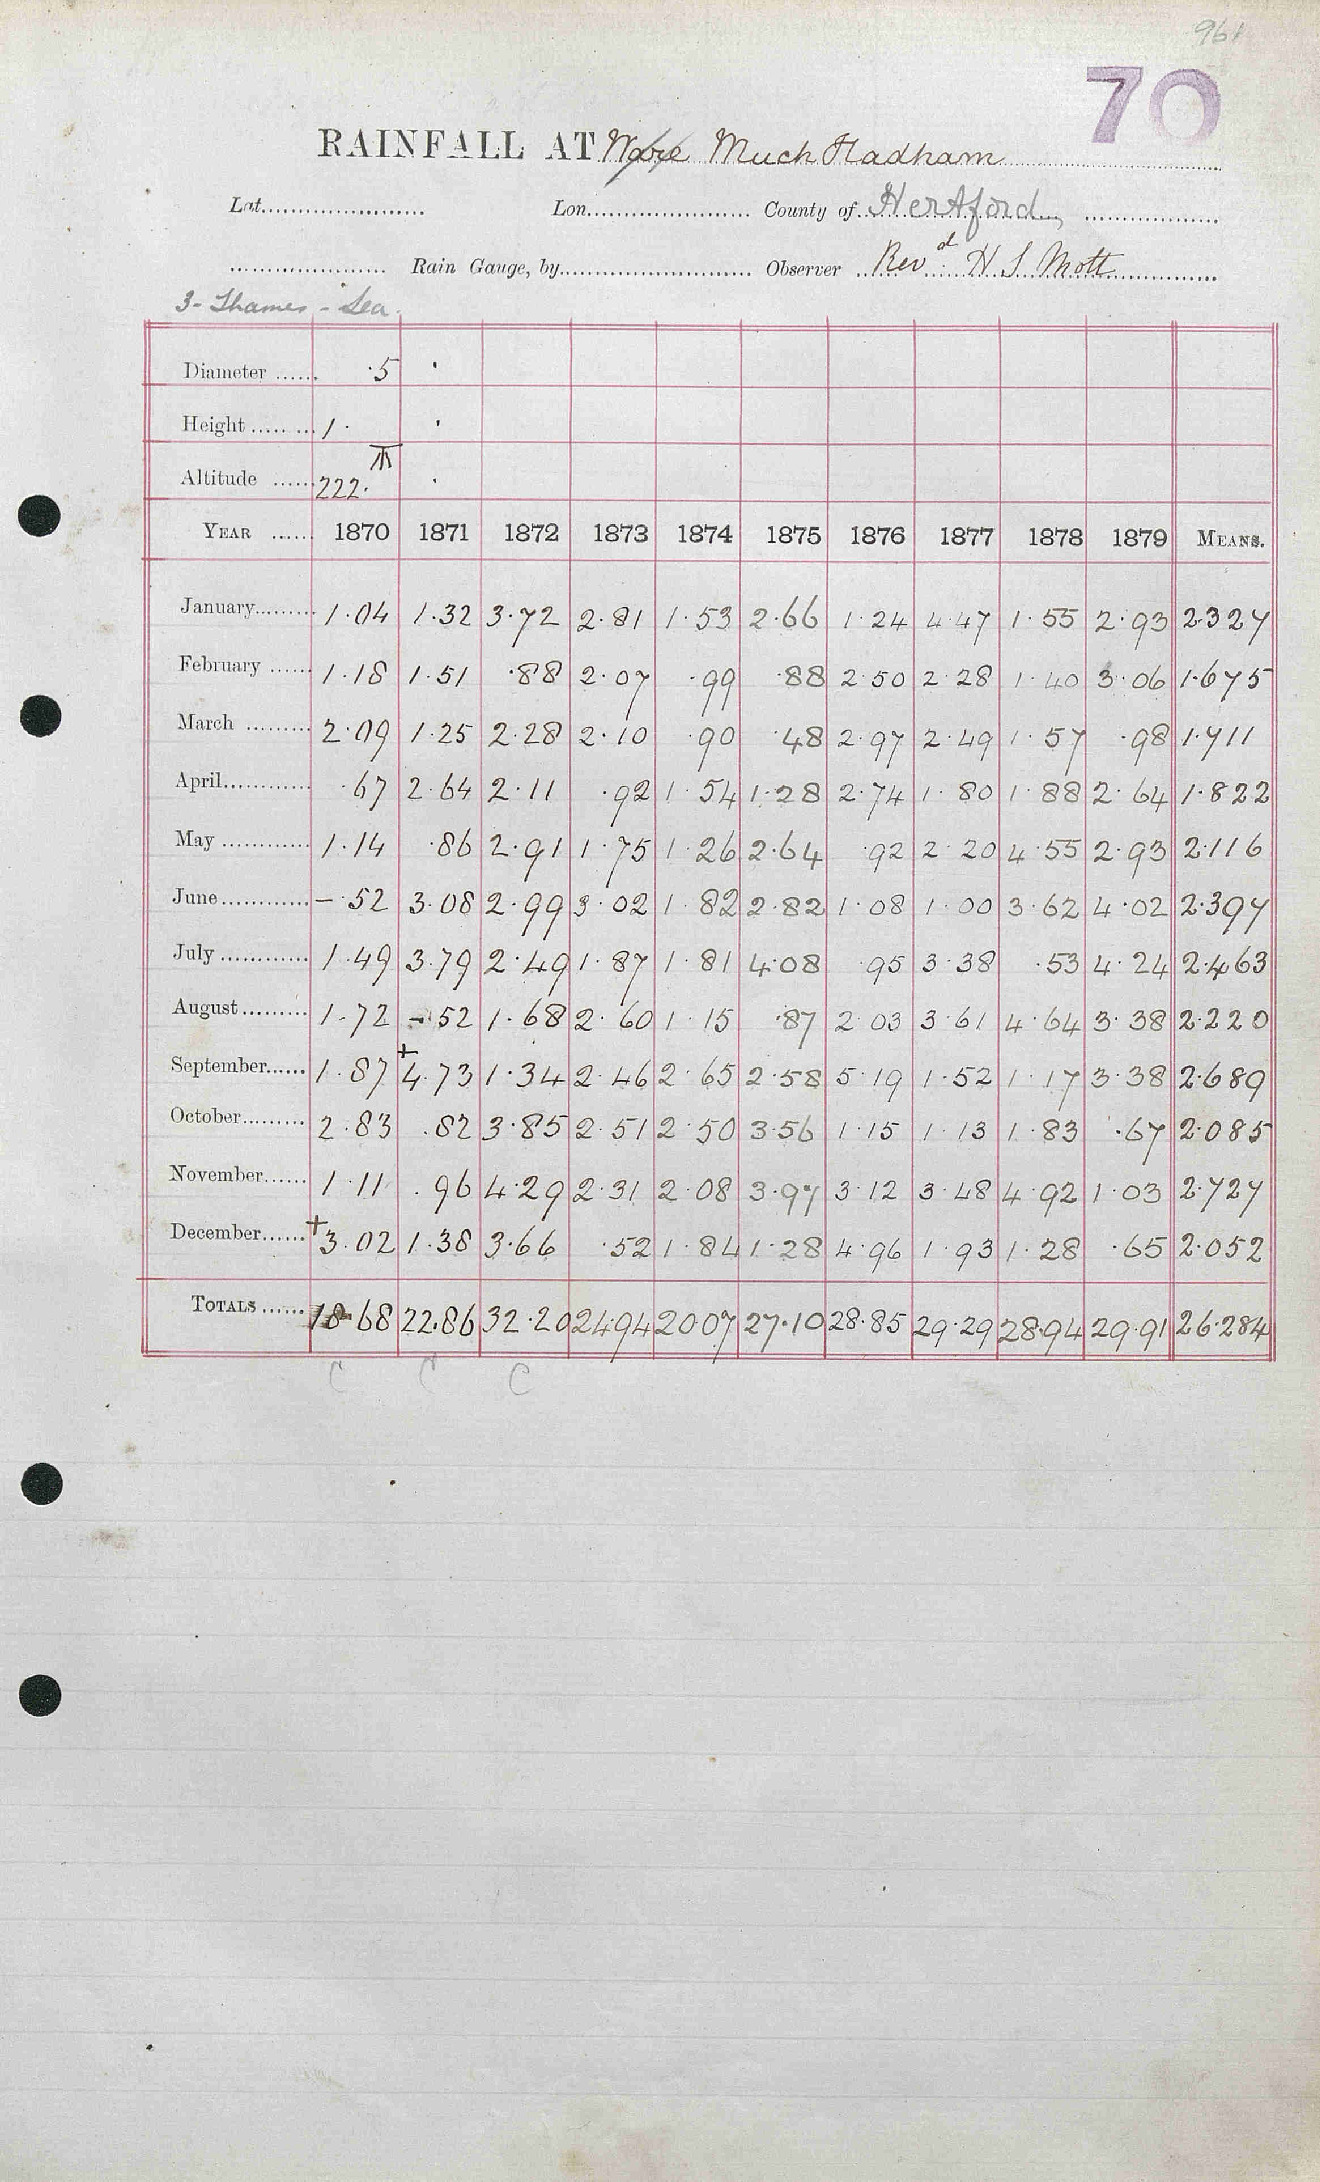 961
70
RAINFALL AT Ware Much Hadham
Lat. Lon. County of Hertford
Rain Gauge, by Observer Revd. H S Mott
3 - Thames - Lea.
Diameter ...... ·5 ·
Height ........ 1· ·
Altitude ...... 222. ·
YEAR ...... 1870 1871 1872 1873 1874 1875 1876 1877 1878 1879 MEANS.
January......... 1·04 1·32 3·72 2·81 1·53 2·66 1·24 4·47 1·55 2·93 2·327
February ...... 1·18 1·51 ·88 2·07 ·99 ·88 2·50 2·28 1·40 3·06 1·675
March ......... 2·09 1·25 2·28 2·10 ·90 ·48 2·97 2·49 1·57 ·98 1·711
April............ ·67 2·64 2·11 ·92 1·54 1·28 2·74 1·80 1·88 2·64 1·822
May ............ 1·14 ·86 2·91 1·75 1·26 2·64 ·92 2·20 4·55 2·93 2·116
June............ – ·52 3·08 2·99 3·02 1·82 2·82 1·08 1·00 3·62 4·02 2·397
July ............ 1·49 3·79 2·49 1·87 1·81 4·08 ·95 3·38 ·53 4·24 2·463
August......... 1·72 – ·52 1·68 2·60 1·15 ·87 2·03 3·61 4·64 3·38 2·220
September...... 1·87 +4·73 1·34 2·46 2·65 2·58 5·19 1·52 1·17 3·38 2·689
October......... 2·83 ·82 3·85 2·51 2·50 3·56 1·15 1·13 1·83 ·67 2·085
November...... 1·11 ·96 4·29 2·31 2·08 3·97 3·12 3·48 4·92 1·03 2·727
December...... +3·02 1·38 3·66 ·52 1·84 1·28 4·96 1·93 1·28 ·65 2·052
TOTALS ...... 18·68 22.86 32·20 24·94 20·07 27·10 28·85 29·29 28·94 29·91 26·284
C C C